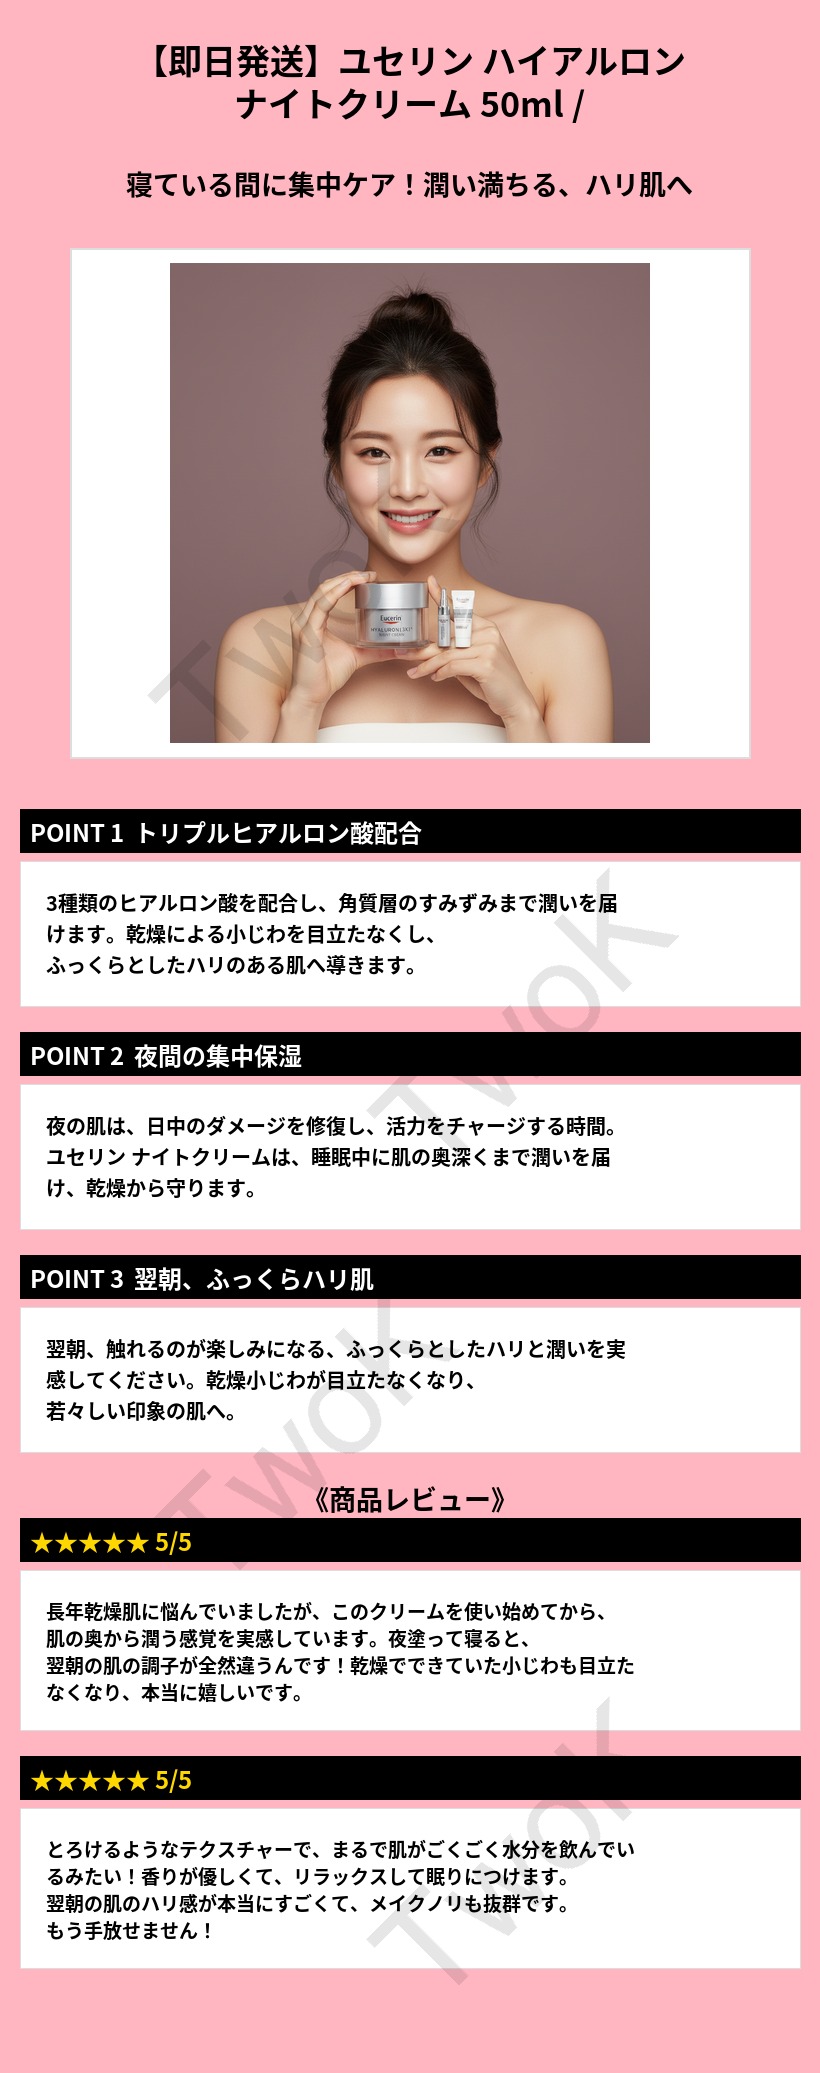 【即日発送】ユセリン ハイアルロン
ナイトクリーム 50ml /
寝ている間に集中ケア！潤い満ちる、ハリ肌へ
Eucerin
HYALURON
NIGHT CREAM
TwoK
POINT 1 トリプルヒアルロン酸配合
3種類のヒアルロン酸を配合し、角質層のすみずみまで潤いを届
けます。乾燥による小じわを目立たなくし、
ふっくらとしたハリのある肌へ導きます。
TwoK
POINT 2 夜間の集中保湿
夜の肌は、日中のダメージを修復し、活力をチャージする時間。
ユセリン ナイトクリームは、睡眠中に肌の奥深くまで潤いを届
け、乾燥から守ります。
POINT 3 翌朝、ふっくらハリ肌
翌朝、触れるのが楽しみになる、ふっくらとしたハリと潤いを実
感してください。乾燥小じわが目立たなくなり、
若々しい印象の肌へ。
TwoK
《商品レビュー》
★★★★★ 5/5
長年乾燥肌に悩んでいましたが、このクリームを使い始めてから、
肌の奥から潤う感覚を実感しています。夜塗って寝ると、
翌朝の肌の調子が全然違うんです！乾燥でできていた小じわも目立た
なくなり、本当に嬉しいです。
★★★★★ 5/5
とろけるようなテクスチャーで、まるで肌がごくごく水分を飲んでい
るみたい！香りが優しくて、リラックスして眠りにつけます。
翌朝の肌のハリ感が本当にすごくて、メイクノリも抜群です。
もう手放せません！
TwoK